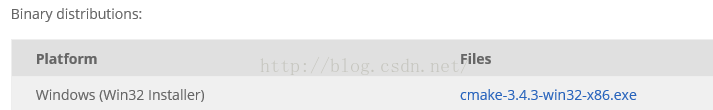 Binary distributions:
Platform Files
http://blog.csdn.net/
Windows (Win32 Installer) cmake-3.4.3-win32-x86.exe